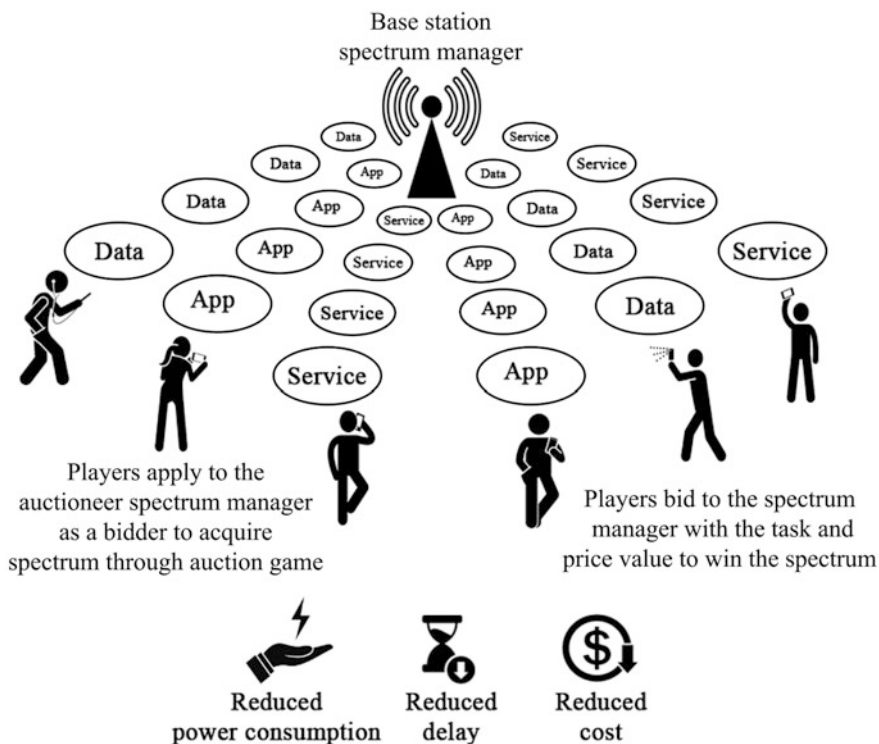 Base station
spectrum manager
Data
Service
Data
App
Data
Service
Data
App
Service
App
Data
Service
Data
App
Service
App
Data
Service
App
Service
App
Data
Service
App
Players apply to the
auctioneer spectrum manager
as a bidder to acquire
spectrum through auction game
Players bid to the spectrum
manager with the task and
price value to win the spectrum
Reduced
power consumption
Reduced
delay
Reduced
cost